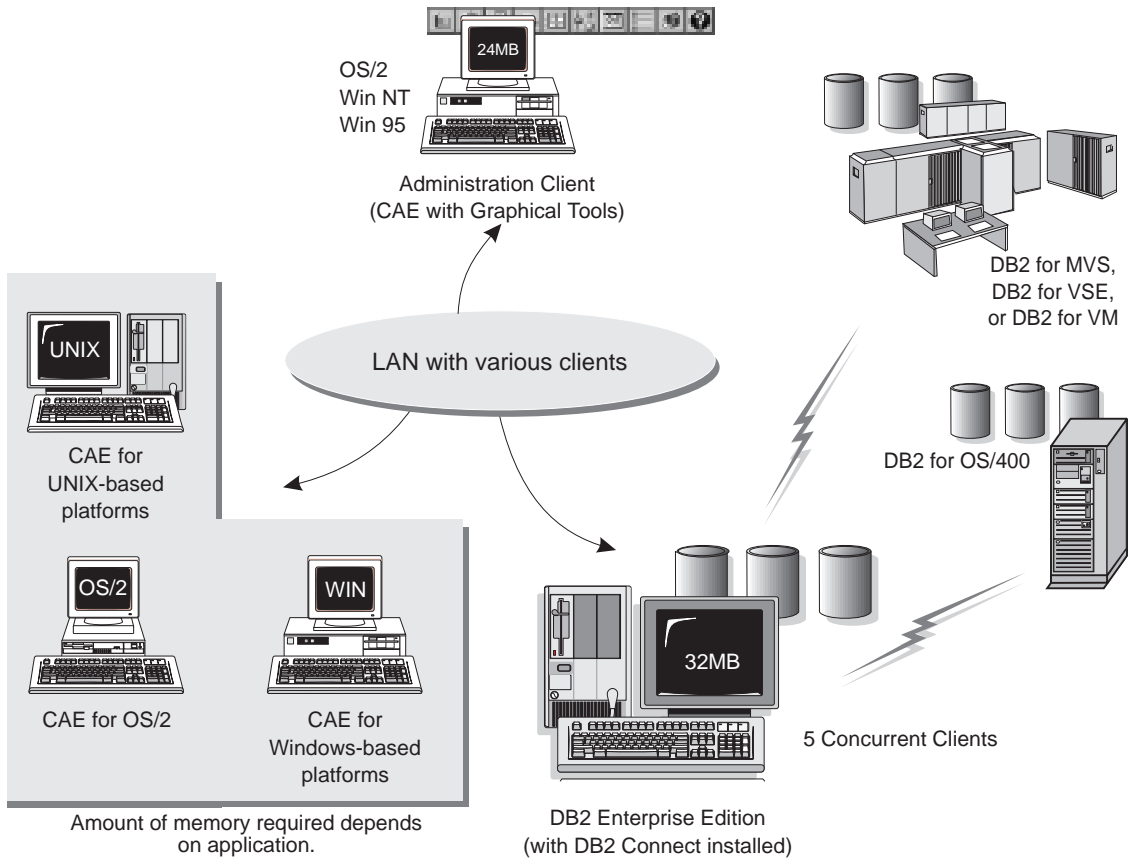 24MB
OS/2
Win NT
Win 95
Administration Client
(CAE with Graphical Tools)
DB2 for MVS,
DB2 for VSE,
or DB2 for VM
UNIX
LAN with various clients
CAE for
UNIX-based
platforms
DB2 for OS/400
OS/2
WIN
32MB
CAE for OS/2
CAE for
Windows-based
platforms
5 Concurrent Clients
Amount of memory required depends
on application.
DB2 Enterprise Edition
(with DB2 Connect installed)